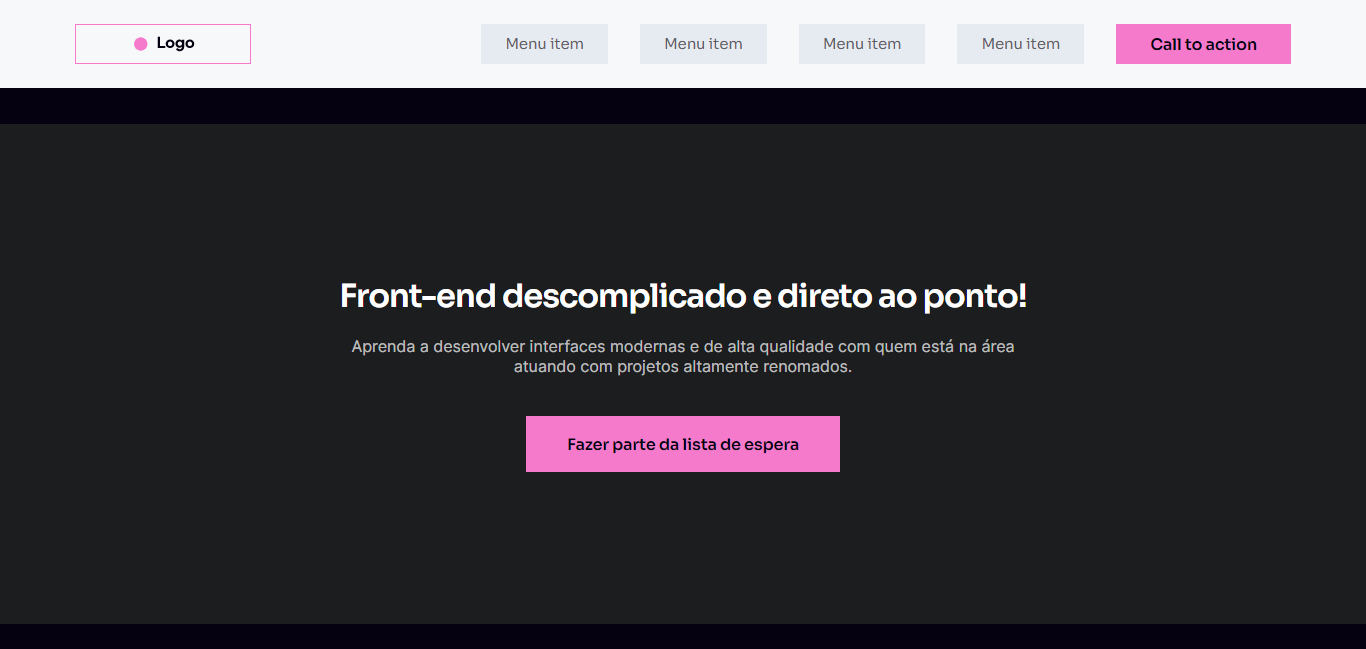 Logo
Menu item
Menu item
Menu item
Menu item
Call to action
Front-end descomplicado e direto ao ponto!
Aprenda a desenvolver interfaces modernas e de alta qualidade com quem está na área
atuando com projetos altamente renomados.
Fazer parte da lista de espera